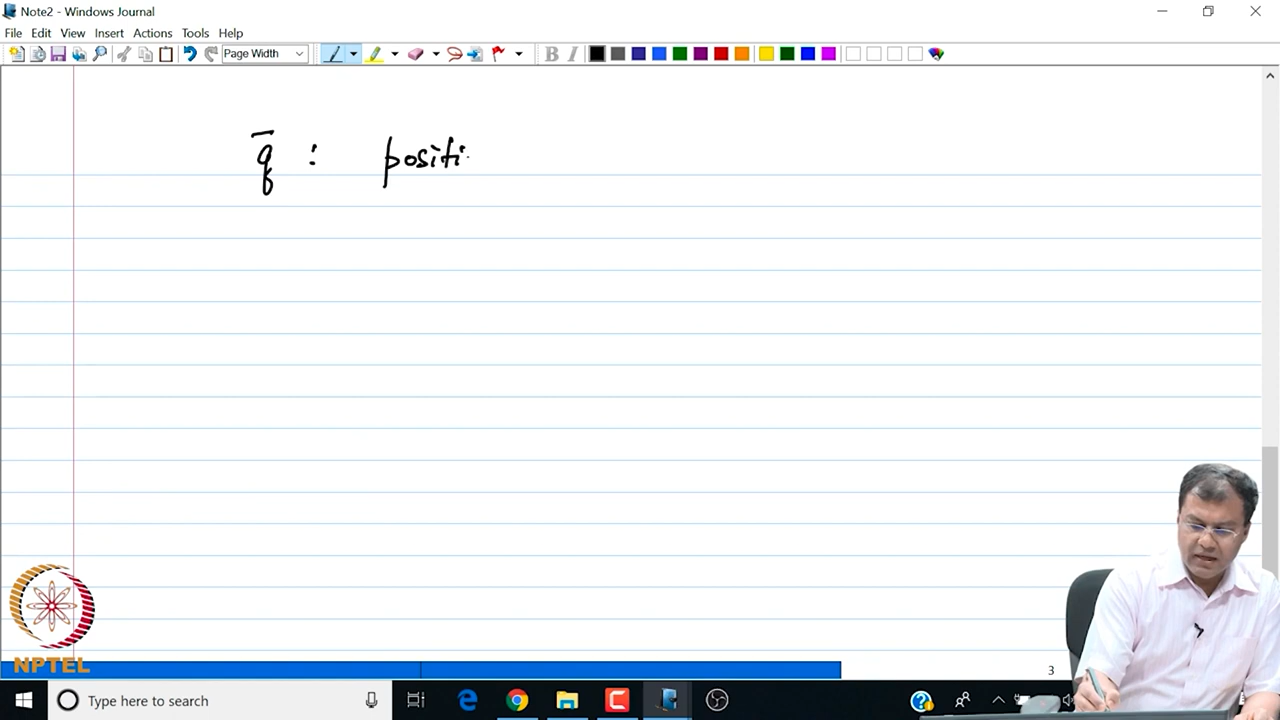 Note2 - Windows Journal
File Edit View Insert Actions Tools Help
Page Width B I
q̅ : positi
3
NPTEL
Type here to search